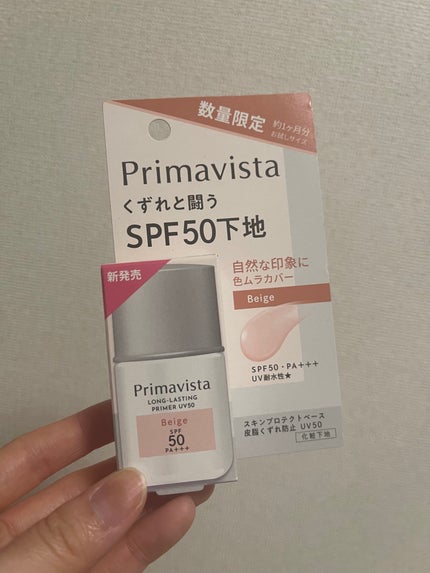 数量限定 約1ヶ月分
お試しサイズ
Primavista
くずれと闘う
SPF50下地
自然な印象に
色ムラカバー
Beige
SPF50・PA+++
UV耐水性★
スキンプロテクトベース
皮脂くずれ防止 UV50
化粧下地
新発売
Primavista
LONG-LASTING
PRIMER UV50
Beige
SPF
50
PA+++